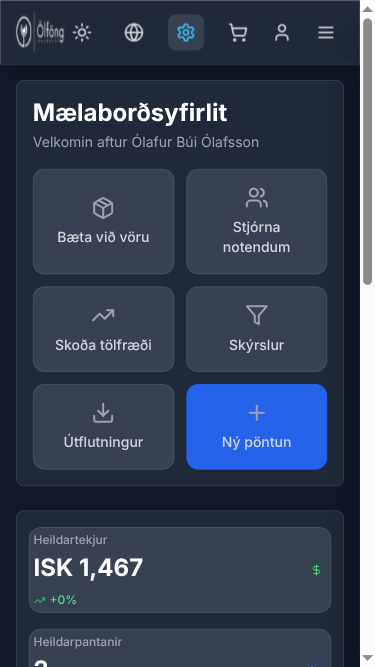 Ölföng
Mælaborðsyfirlit
Velkomin aftur Ólafur Búi Ólafsson
Bæta við vöru
Stjórna
notendum
Skoða tölfræði
Skýrslur
Útflutningur
Ný pöntun
Heildartekjur
ISK 1,467
$
+0%
Heildarpantanir